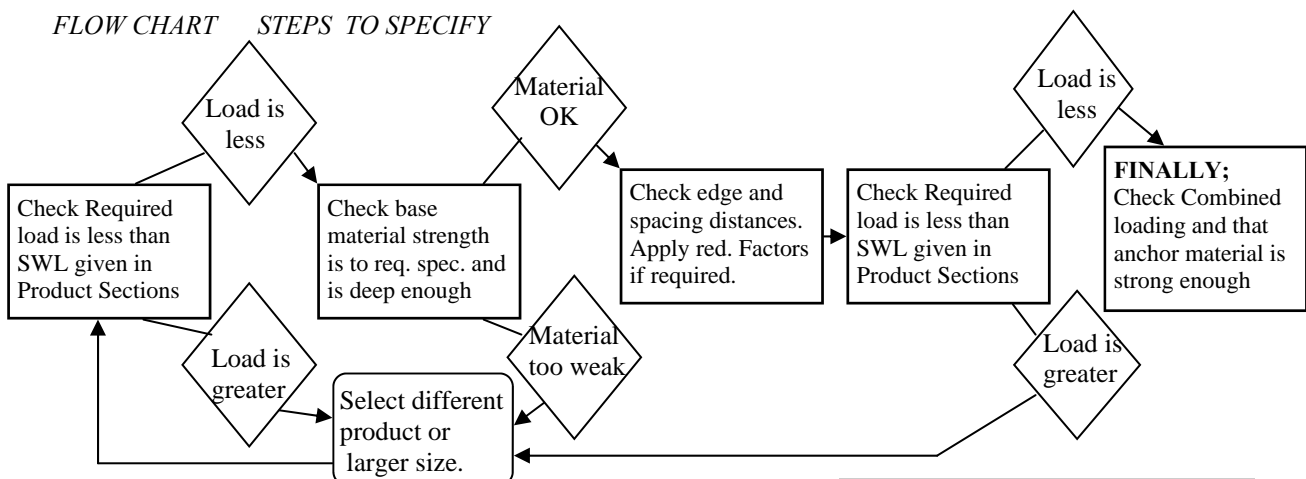 FLOW CHART STEPS TO SPECIFY
Load is
less
Material
OK
Load is
less
Check Required
load is less than
SWL given in
Product Sections
Check base
material strength
is to req. spec. and
is deep enough
Check edge and
spacing distances.
Apply red. Factors
if required.
Check Required
load is less than
SWL given in
Product Sections
FINALLY;
Check Combined
loading and that
anchor material is
strong enough
Load is
greater
Material
too weak
Load is
greater
Select different
product or
larger size.